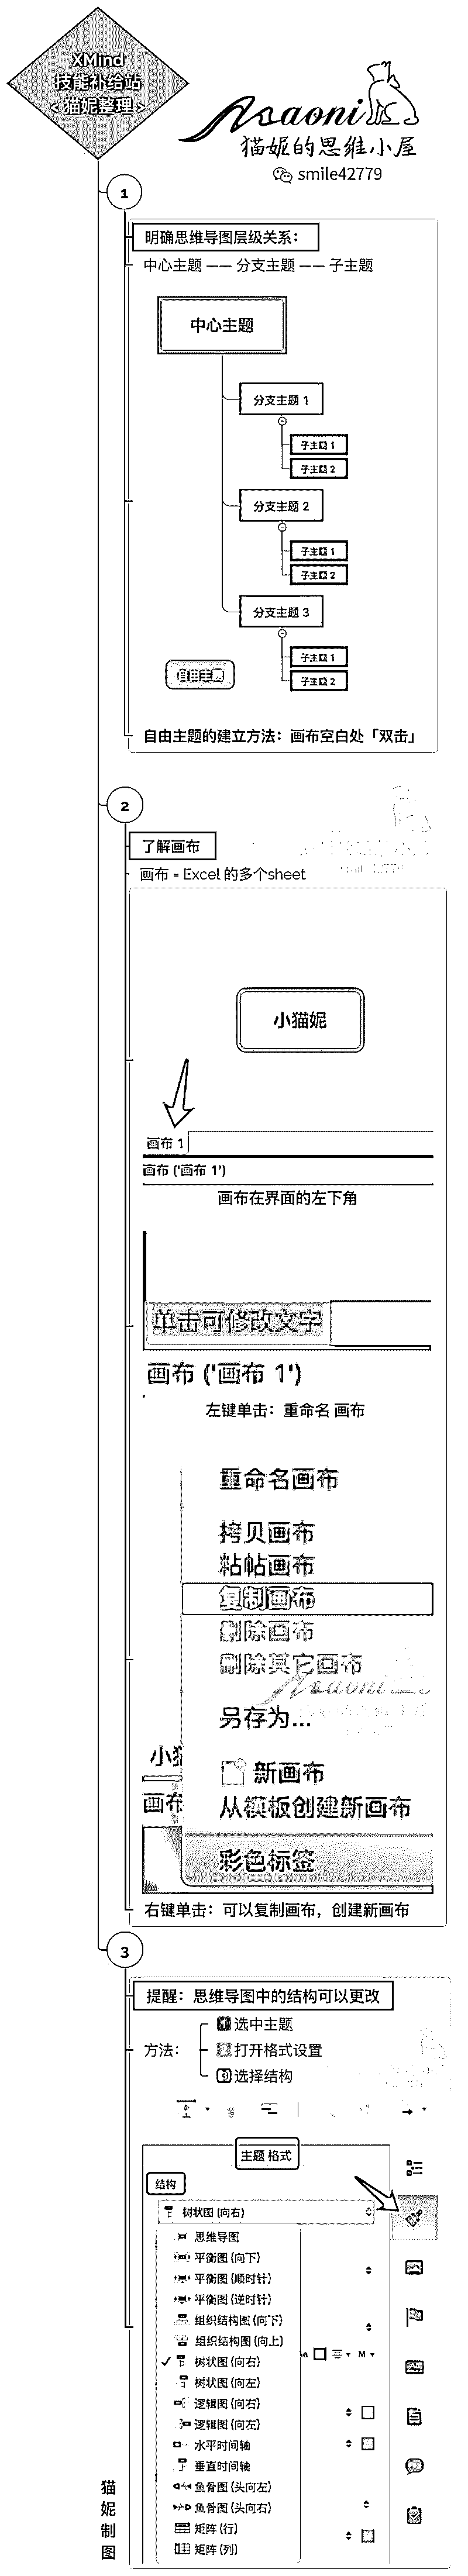 XMind
技能补给站
< 猫妮整理 >
Maoni
猫妮的思维小屋
smile42779
1
明确思维导图层级关系：
中心主题 —— 分支主题 —— 子主题
中心主题
分支主题 1
子主题 1
子主题 2
分支主题 2
子主题 1
子主题 2
分支主题 3
子主题 1
子主题 2
自由主题
自由主题的建立方法：画布空白处「双击」
2
了解画布
画布 = Excel 的多个sheet
小猫妮
画布 1
画布 ('画布 1')
画布在界面的左下角
单击可修改文字
画布 ('画布 1')
左键单击：重命名 画布
重命名画布
拷贝画布
粘帖画布
复制画布
删除画布
删除其它画布
Maoni
另存为...
小猫
新画布
画布
从模板创建新画布
彩色标签
右键单击：可以复制画布，创建新画布
3
提醒：思维导图中的结构可以更改
方法：
1 选中主题
2 打开格式设置
3 选择结构
主题 格式
结构
树状图 (向右)
思维导图
平衡图 (向下)
平衡图 (顺时针)
平衡图 (逆时针)
组织结构图 (向下)
组织结构图 (向上)
✓ 树状图 (向右)
树状图 (向左)
逻辑图 (向右)
逻辑图 (向左)
水平时间轴
垂直时间轴
鱼骨图 (头向左)
鱼骨图 (头向右)
矩阵 (行)
矩阵 (列)
猫妮制图